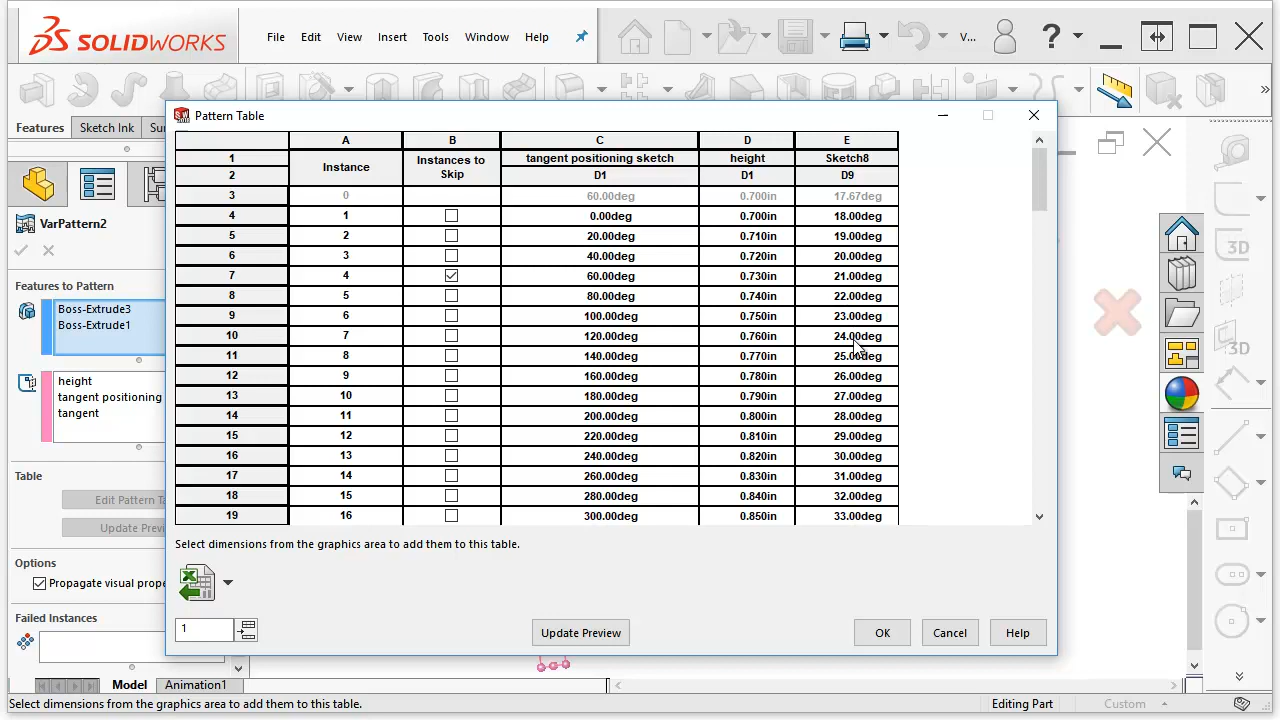 SOLIDWORKS
File Edit View Insert Tools Window Help V... ?
Features Sketch Ink Su
Pattern Table
VarPattern2
Features to Pattern
Boss-Extrude3
Boss-Extrude1
height
tangent positioning
tangent
Table
Edit Pattern Ta
Update Previe
Options
Propagate visual prope
Failed Instances
A B C D E
1 Instance Instances to Skip tangent positioning sketch height Sketch8
2 D1 D1 D9
3 0 60.00deg 0.700in 17.67deg
4 1 0.00deg 0.700in 18.00deg
5 2 20.00deg 0.710in 19.00deg
6 3 40.00deg 0.720in 20.00deg
7 4 60.00deg 0.730in 21.00deg
8 5 80.00deg 0.740in 22.00deg
9 6 100.00deg 0.750in 23.00deg
10 7 120.00deg 0.760in 24.00deg
11 8 140.00deg 0.770in 25.00deg
12 9 160.00deg 0.780in 26.00deg
13 10 180.00deg 0.790in 27.00deg
14 11 200.00deg 0.800in 28.00deg
15 12 220.00deg 0.810in 29.00deg
16 13 240.00deg 0.820in 30.00deg
17 14 260.00deg 0.830in 31.00deg
18 15 280.00deg 0.840in 32.00deg
19 16 300.00deg 0.850in 33.00deg
Select dimensions from the graphics area to add them to this table.
1
Update Preview OK Cancel Help
3D
3D
Model Animation1
Select dimensions from the graphics area to add them to this table. Editing Part Custom